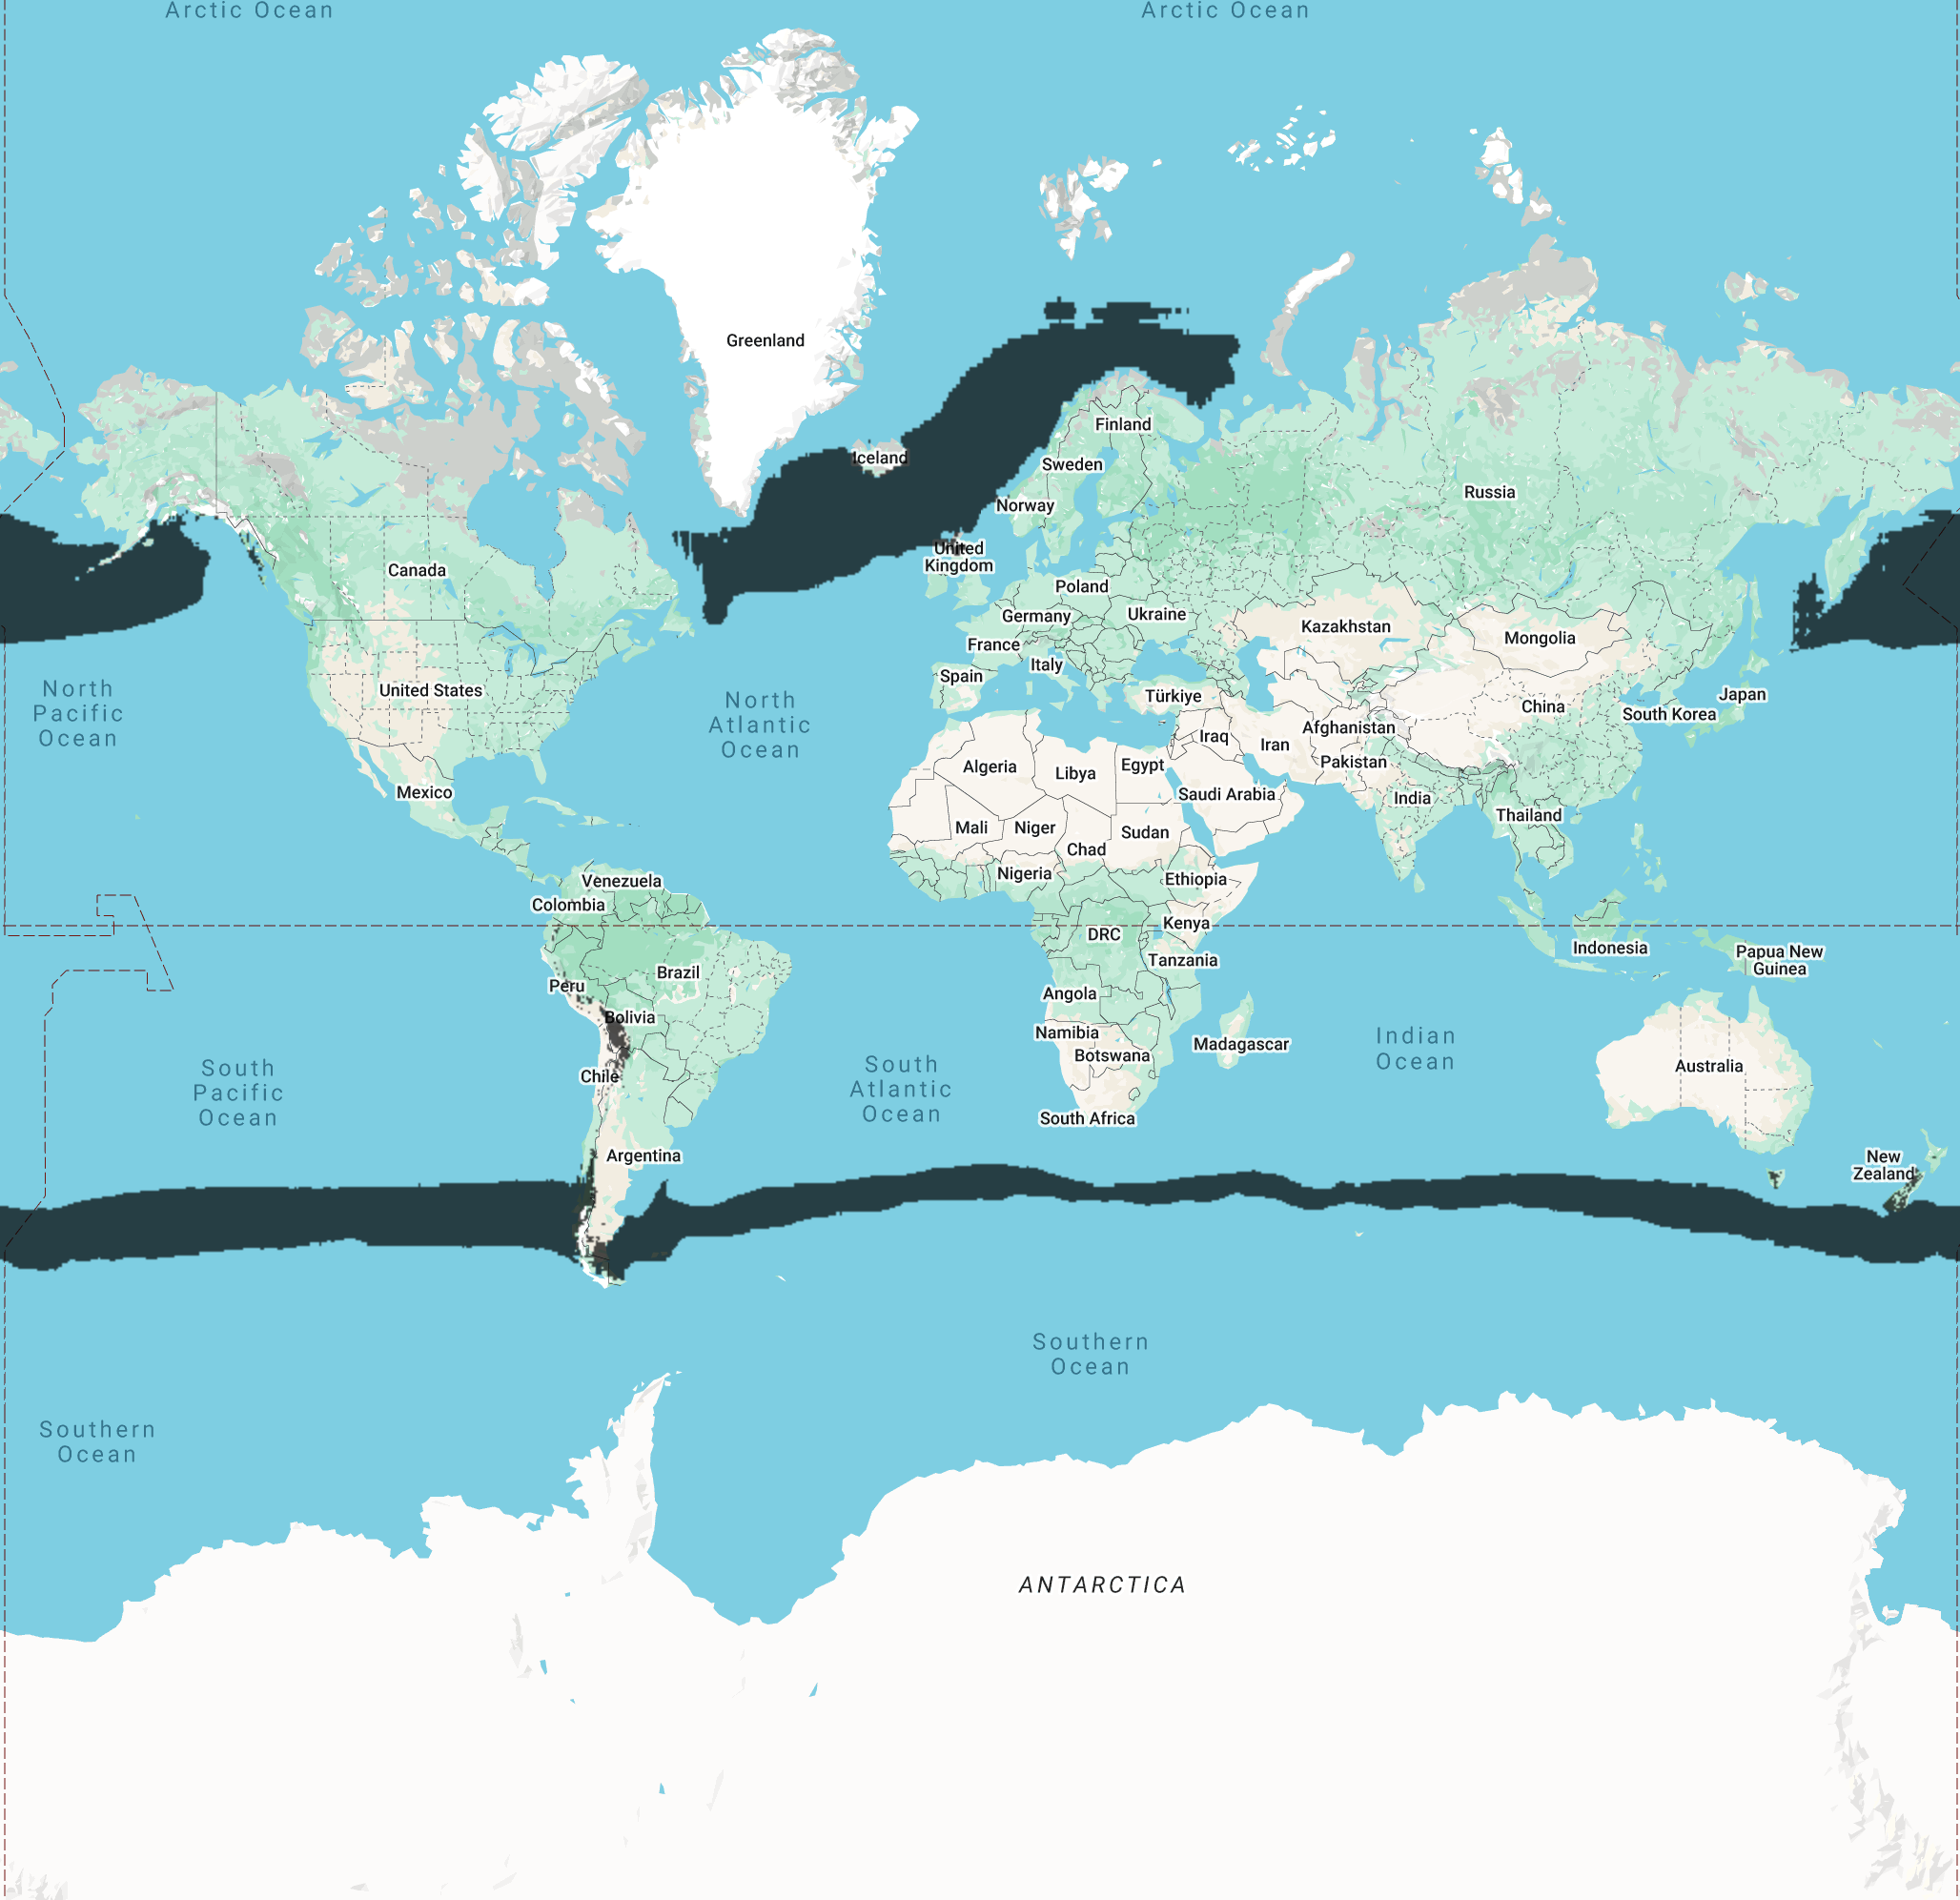 Arctic Ocean
Arctic Ocean
Greenland
Finland
Iceland
Sweden
Russia
Norway
United
Kingdom
Canada
Poland
Germany
Ukraine
Kazakhstan
Mongolia
France
Italy
Spain
United States
Türkiye
Japan
China
South Korea
North
Pacific
Ocean
North
Atlantic
Ocean
Afghanistan
Iraq
Iran
Pakistan
Algeria
Libya
Egypt
Saudi Arabia
India
Mexico
Thailand
Mali
Niger
Sudan
Chad
Nigeria
Ethiopia
Venezuela
Colombia
Kenya
DRC
Indonesia
Papua New
Guinea
Tanzania
Brazil
Peru
Angola
Bolivia
Namibia
Madagascar
Botswana
Indian
Ocean
Australia
Chile
South
Pacific
Ocean
South
Atlantic
Ocean
South Africa
Argentina
New
Zealand
Southern
Ocean
Southern
Ocean
ANTARCTICA